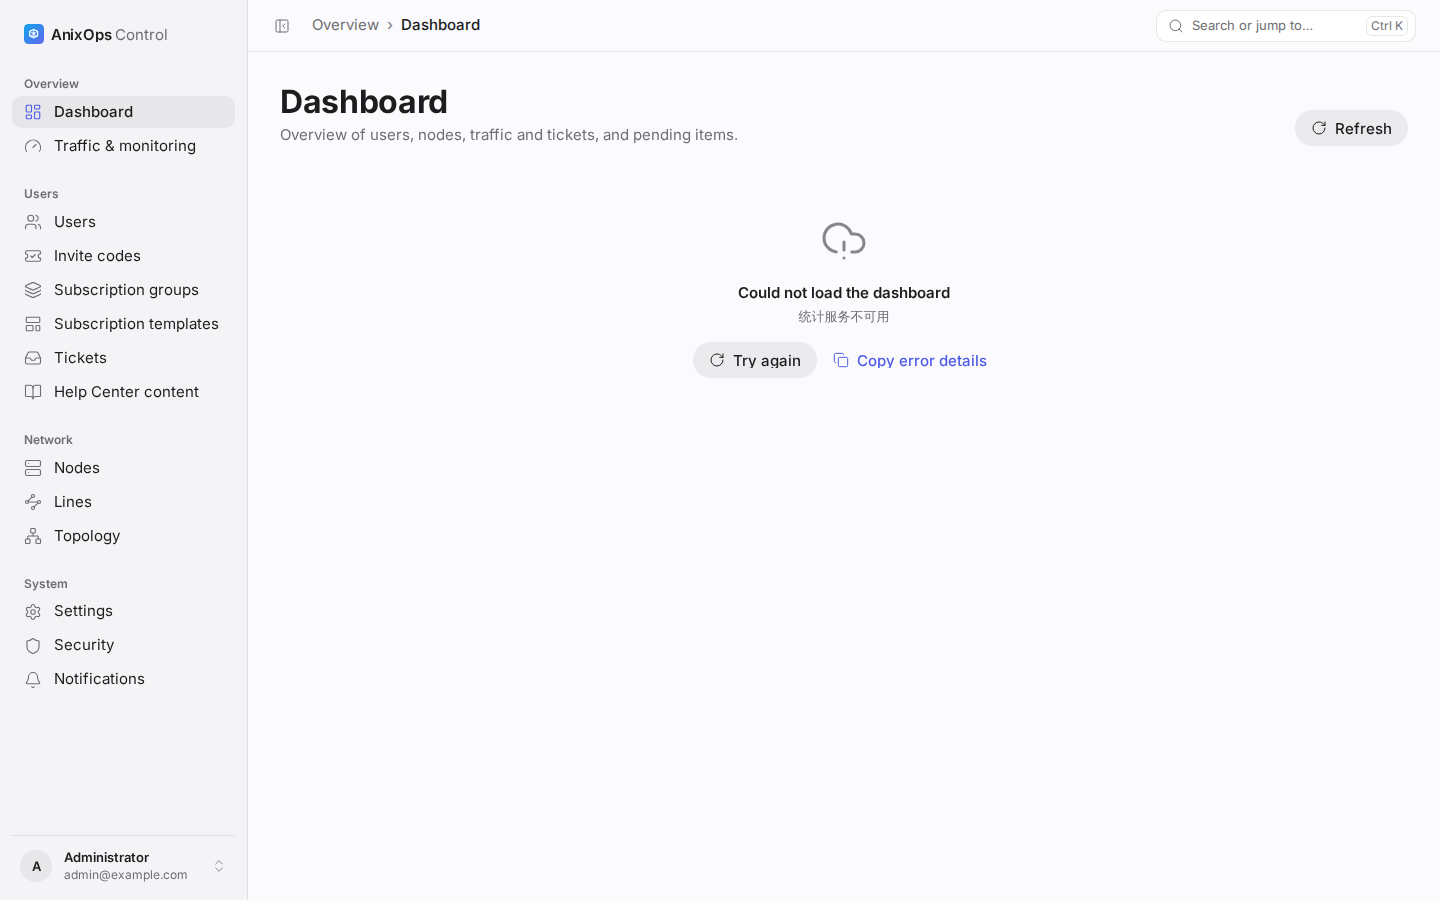 AnixOps Control
Overview
Dashboard
Traffic & monitoring
Users
Users
Invite codes
Subscription groups
Subscription templates
Tickets
Help Center content
Network
Nodes
Lines
Topology
System
Settings
Security
Notifications
A
Administrator
admin@example.com
Overview › Dashboard
Search or jump to...
Ctrl K
Dashboard
Overview of users, nodes, traffic and tickets, and pending items.
Refresh
Could not load the dashboard
统计服务不可用
Try again
Copy error details